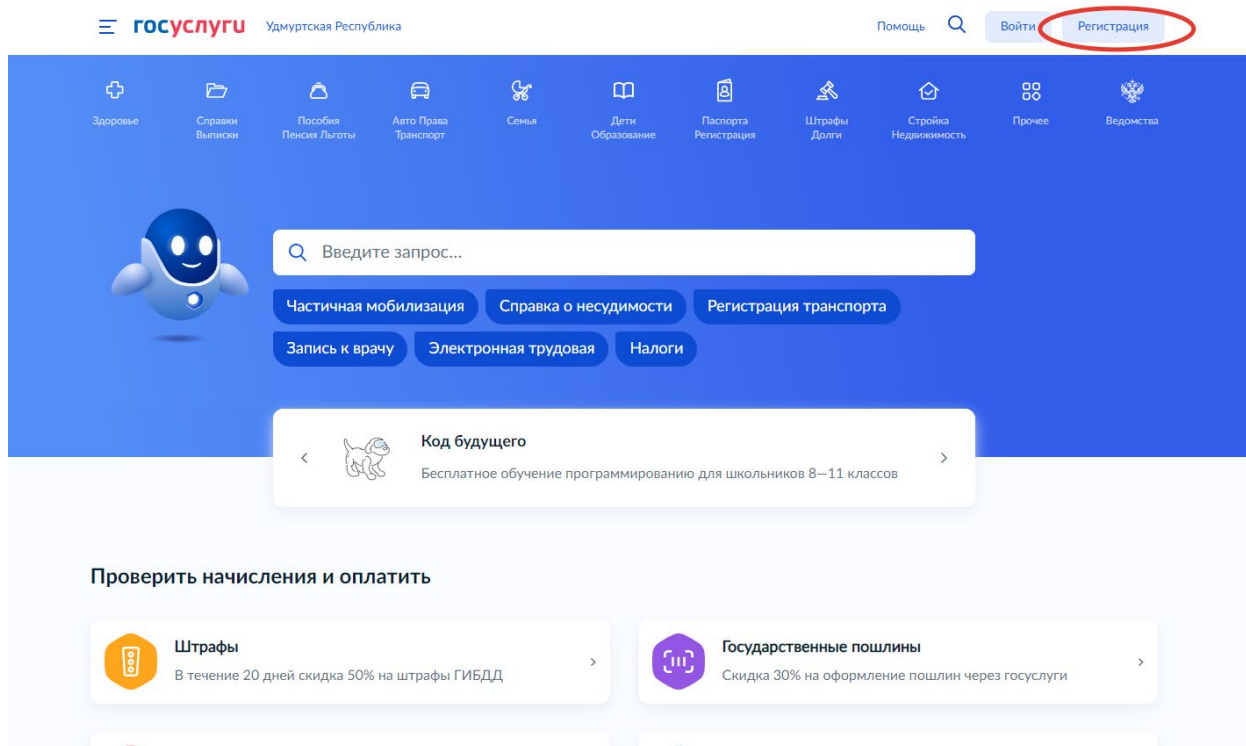 госуслуги Удмуртская Республика Помощь Войти Регистрация
Здоровье
Справки
Выписки
Пособия
Пенсия Льготы
Авто Права
Транспорт
Семья
Дети
Образование
Паспорта
Регистрация
Штрафы
Долги
Стройка
Недвижимость
Прочее
Ведомства
Введите запрос...
Частичная мобилизация Справка о несудимости Регистрация транспорта
Запись к врачу Электронная трудовая Налоги
Код будущего
Бесплатное обучение программированию для школьников 8—11 классов
Проверить начисления и оплатить
Штрафы
В течение 20 дней скидка 50% на штрафы ГИБДД
Государственные пошлины
Скидка 30% на оформление пошлин через госуслуги